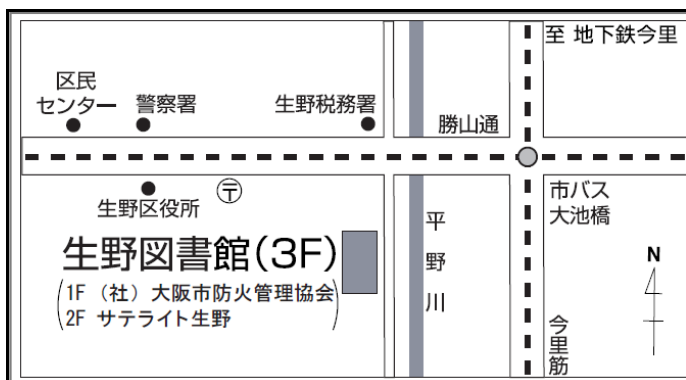 至 地下鉄今里
区民
センター
警察署
生野税務署
勝山通
生野区役所
〒
市バス
大池橋
平野川
生野図書館(3F)
1F (社) 大阪市防火管理協会
2F サテライト生野
N
今里筋